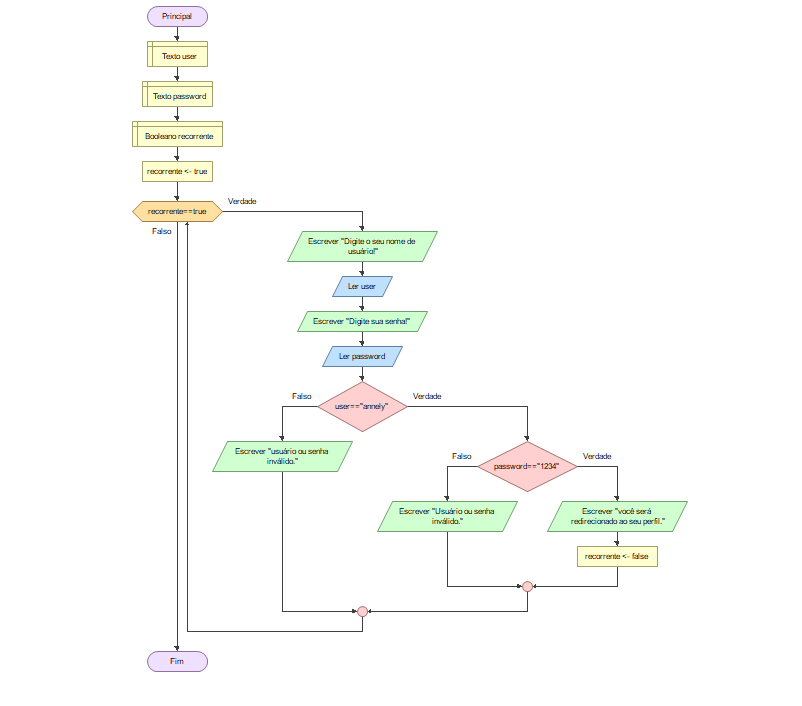 Principal
Texto user
Texto password
Booleano recorrente
recorrente <- true
recorrente==true
Verdade
Falso
Escrever "Digite o seu nome de
usuário!"
Ler user
Escrever "Digite sua senha!"
Ler password
Falso
user=="annely"
Verdade
Escrever "usuário ou senha
inválido."
Falso
password=="1234"
Verdade
Escrever "Usuário ou senha
inválido."
Escrever "você será
redirecionado ao seu perfil."
recorrente <- false
Fim